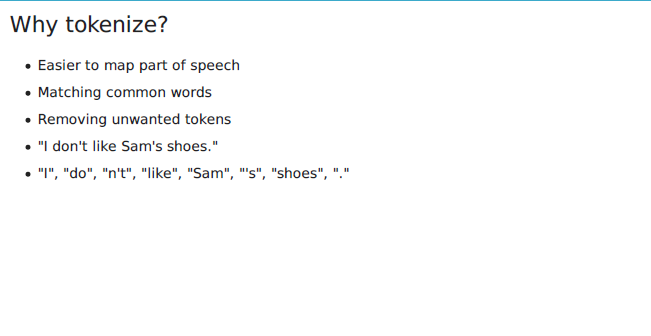 Why tokenize?
• Easier to map part of speech
• Matching common words
• Removing unwanted tokens
• "I don't like Sam's shoes."
• "I", "do", "n't", "like", "Sam", "'s", "shoes", "."